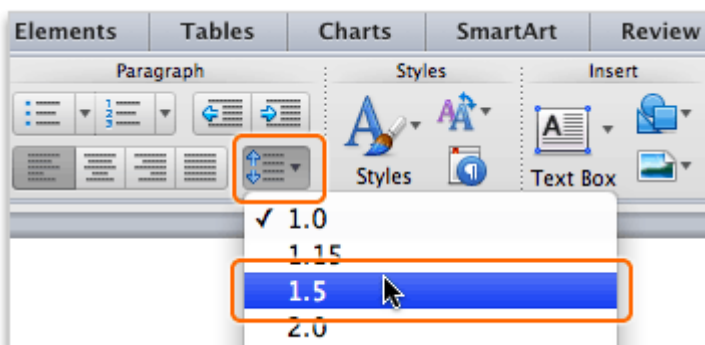 Elements Tables Charts SmartArt Review
Paragraph Styles Insert
Styles Text Box
✓ 1.0
1.15
1.5
2.0